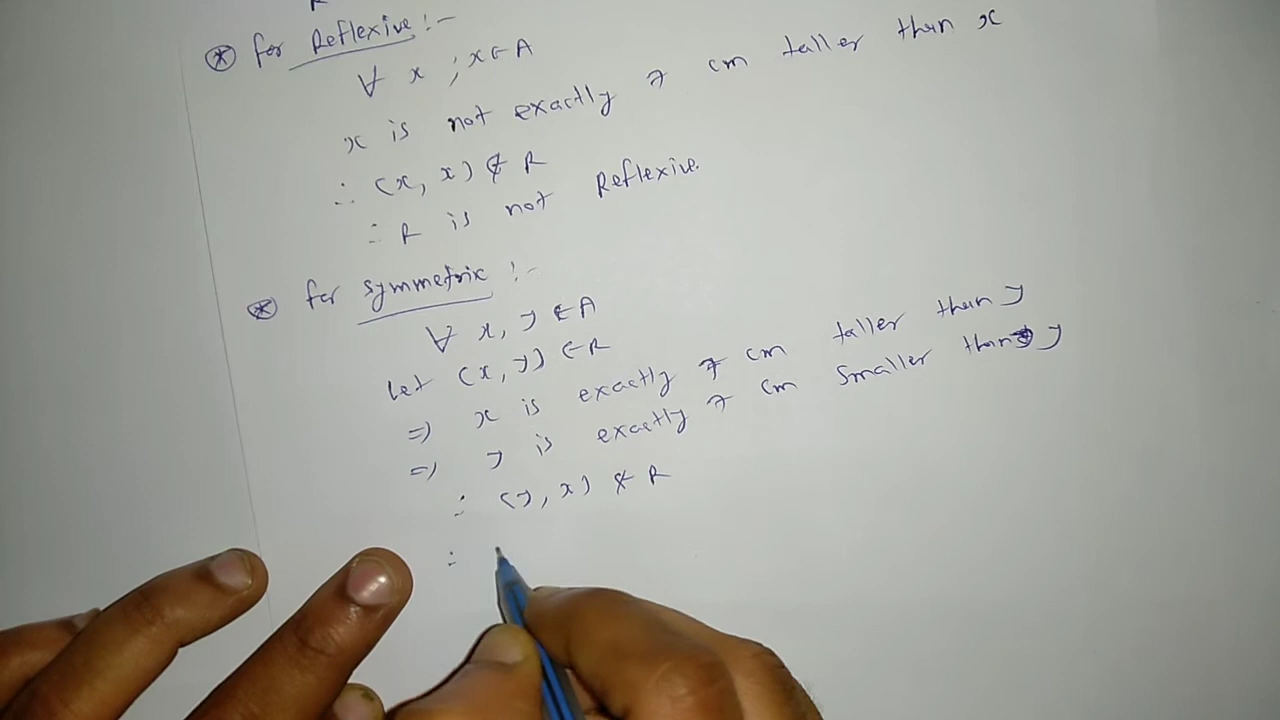 ⊛ for Reflexive :-
∀ x ; x ∈ A
x is not exactly 7 cm taller than x
∴ (x, x) ∉ R
∴ R is not Reflexive.
⊛ for symmetric :-
∀ x, y ∈ A
let (x, y) ∈ R
=) x is exactly 7 cm taller than y
=) y is exactly 7 cm smaller than y
∴ (y, x) ∉ R
∴